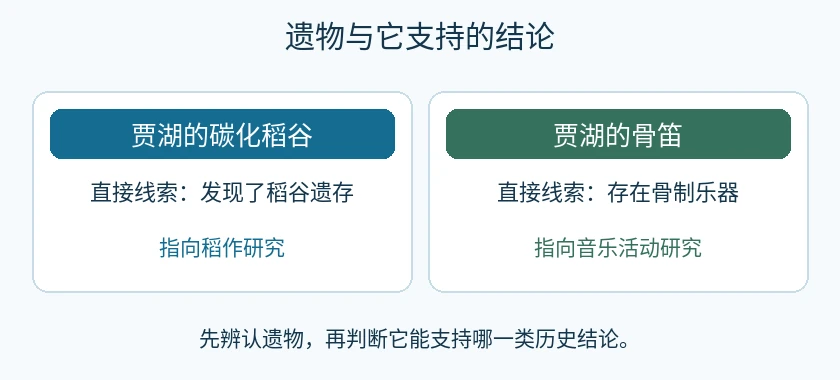 遗物与它支持的结论
贾湖的碳化稻谷
直接线索：发现了稻谷遗存
指向稻作研究
贾湖的骨笛
直接线索：存在骨制乐器
指向音乐活动研究
先辨认遗物，再判断它能支持哪一类历史结论。